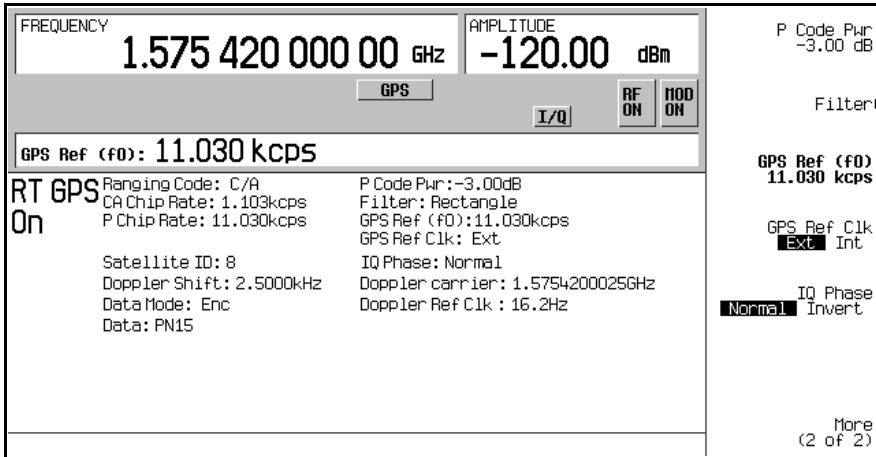 FREQUENCY
1.575 420 000 00 GHz
AMPLITUDE
-120.00 dBm
GPS
I/Q
RF ON
MOD ON
GPS Ref (f0): 11.030 kcps
RT GPS On
Ranging Code: C/A
CA Chip Rate: 1.103kcps
P Chip Rate: 11.030kcps
P Code Pwr:-3.00dB
Filter: Rectangle
GPS Ref (f0):11.030kcps
GPS Ref Clk: Ext
Satellite ID: 8
Doppler Shift: 2.5000kHz
Data Mode: Enc
Data: PN15
IQ Phase: Normal
Doppler carrier: 1.5754200025GHz
Doppler Ref Clk : 16.2Hz
P Code Pwr
-3.00 dB
Filter
GPS Ref (f0)
11.030 kcps
GPS Ref Clk
Ext Int
IQ Phase
Normal Invert
More
(2 of 2)